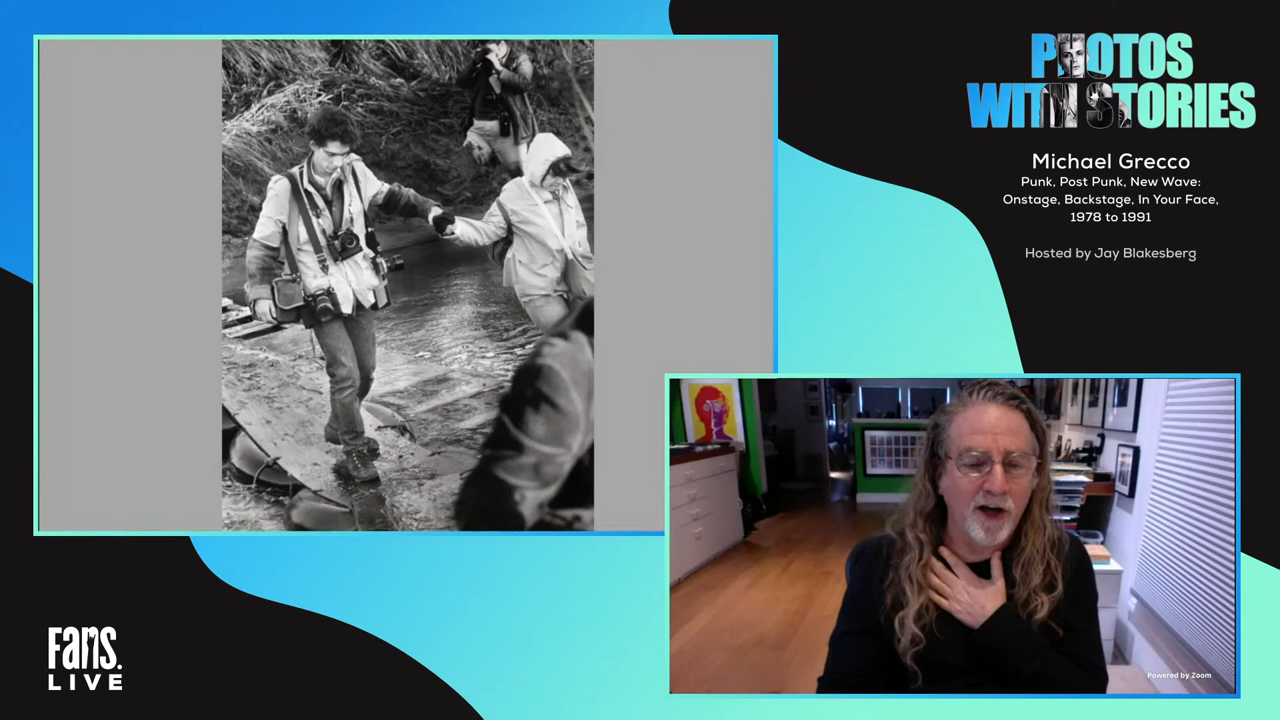 PHOTOS
WITH STORIES
Michael Grecco
Punk, Post Punk, New Wave:
Onstage, Backstage, In Your Face,
1978 to 1991
Hosted by Jay Blakesberg
Powered by Zoom
Fans.
LIVE